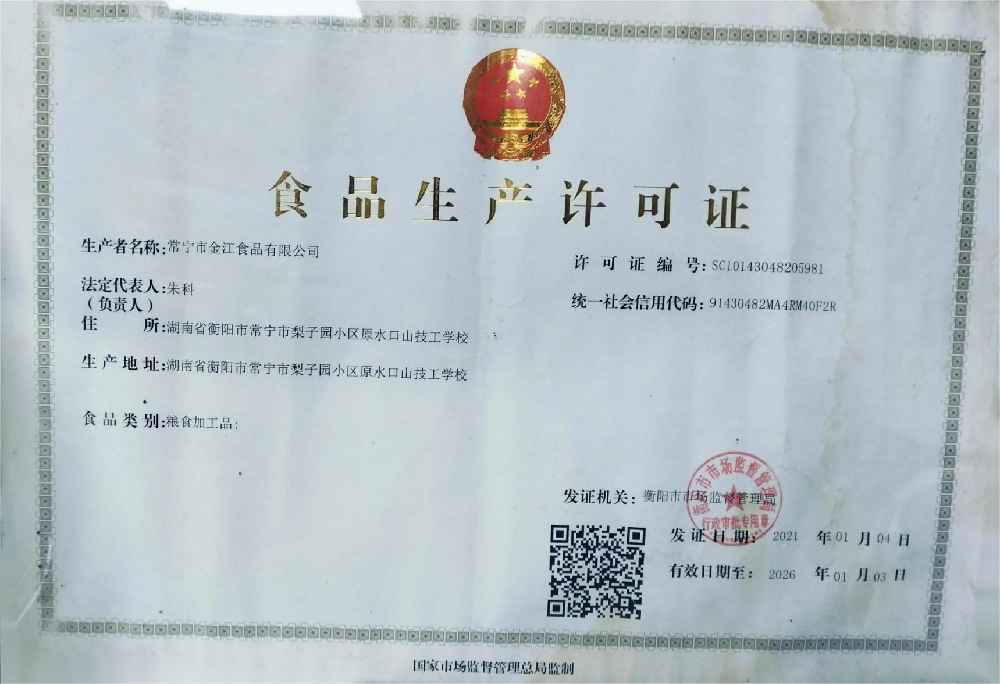 食品生产许可证
生产者名称:常宁市金江食品有限公司
许可证编号:SC10143048205981
法定代表人:朱科
(负责人)
统一社会信用代码:91430482MA4RM40F2R
住所:湖南省衡阳市常宁市梨子园小区原水口山技工学校
生产地址:湖南省衡阳市常宁市梨子园小区原水口山技工学校
食品类别:粮食加工品;
发证机关:衡阳市市场监督管理局
衡阳市市场监督管理局
行政审批专用章
发证日期: 2021 年 01 月 04 日
有效日期至: 2026 年 01 月 03 日
国家市场监督管理总局监制